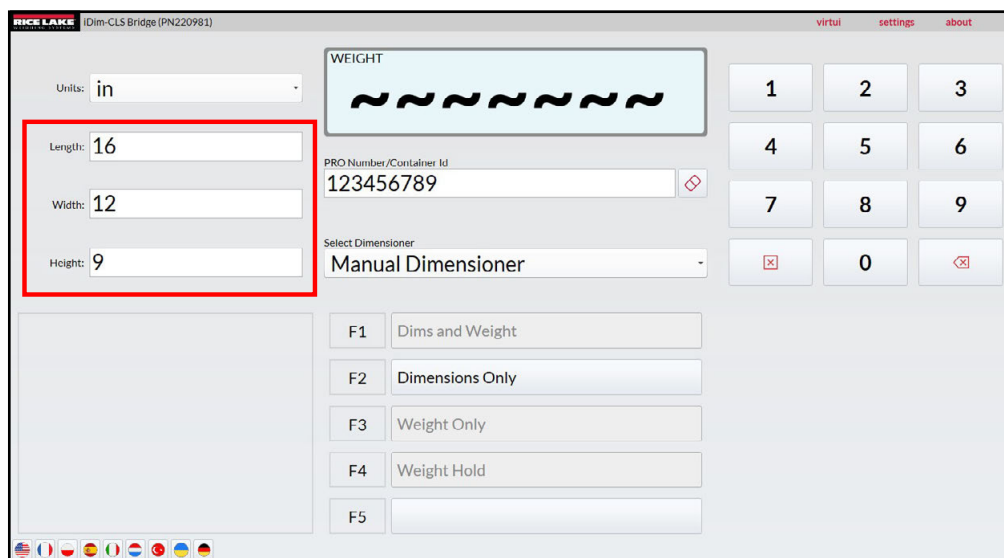 RICE LAKE iDim-CLS Bridge (PN220981) virtui settings about
WEIGHING SYSTEMS
Units: in
Length: 16
Width: 12
Height: 9
WEIGHT
~~~~~~~
PRO Number/Container Id
123456789
Select Dimensioner
Manual Dimensioner
1 2 3
4 5 6
7 8 9
0
F1 Dims and Weight
F2 Dimensions Only
F3 Weight Only
F4 Weight Hold
F5